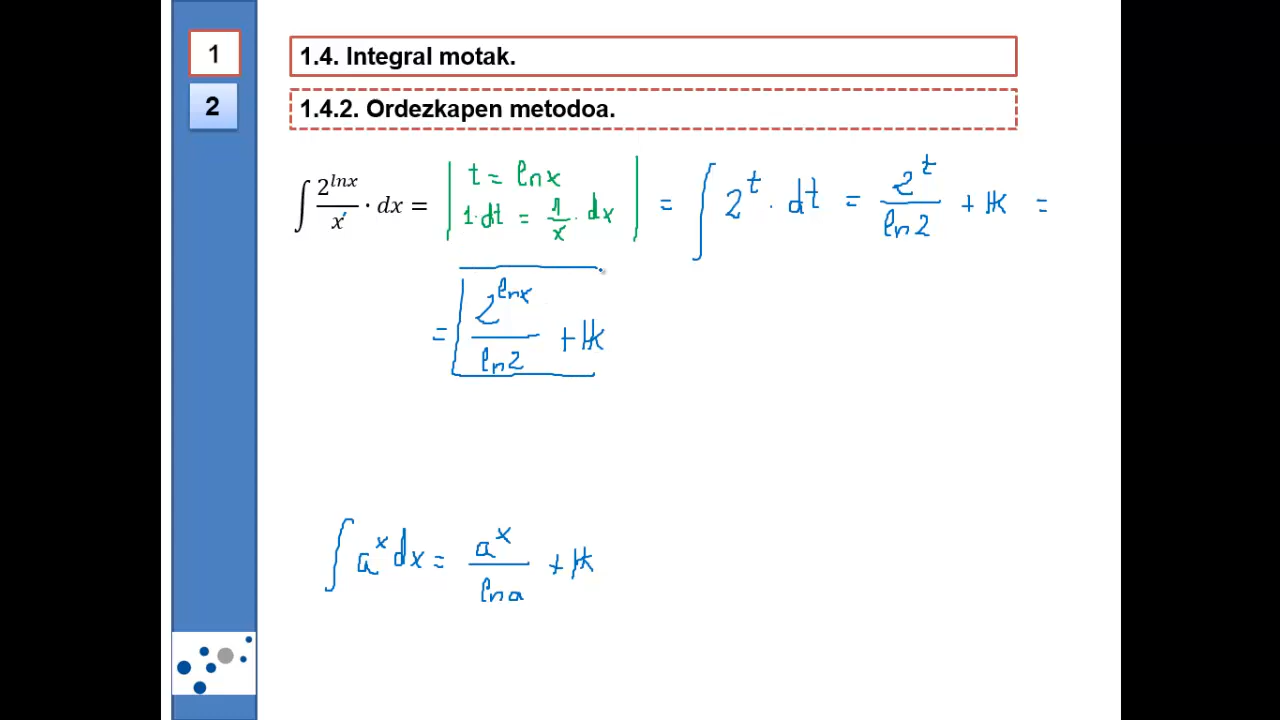 1
2
1.4. Integral motak.
1.4.2. Ordezkapen metodoa.
∫ 2^lnx / x · dx = | t = ln x ; 1·dt = 1/x · dx | = ∫ 2^t · dt = 2^t / ln 2 + K =
= 2^ln x / ln 2 + K
∫ a^x dx = a^x / ln a + K